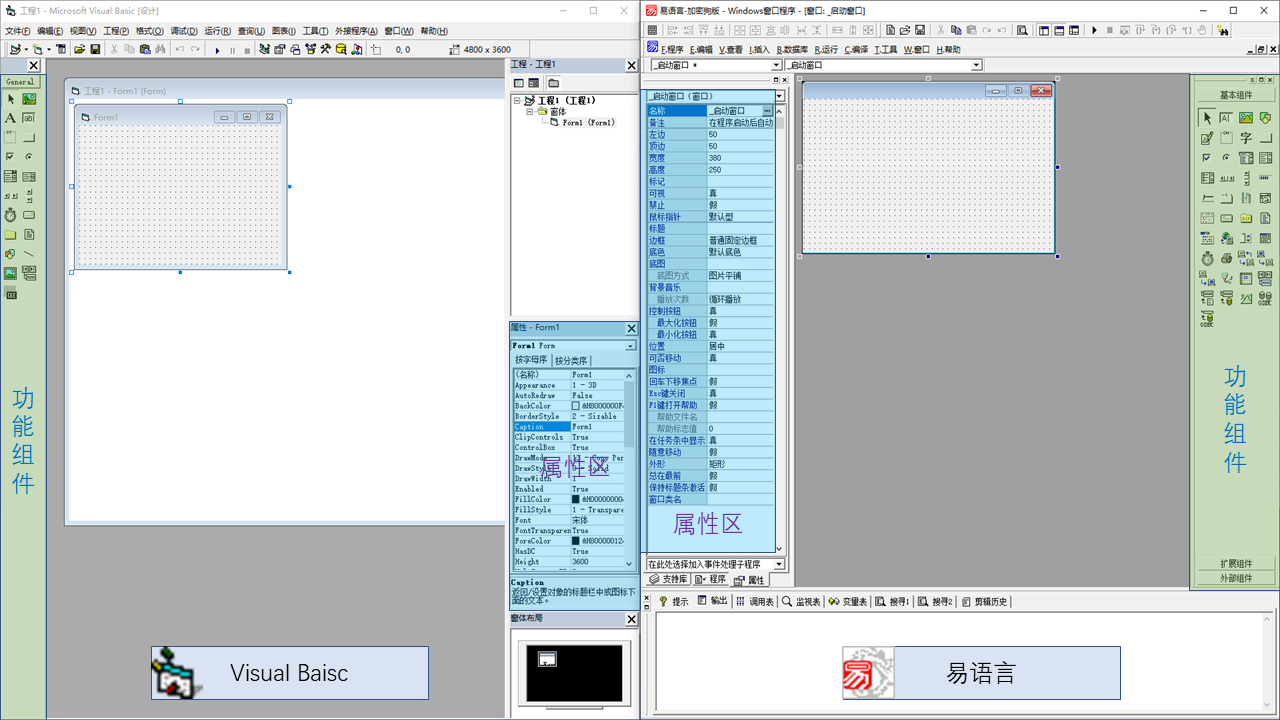 工程1 - Microsoft Visual Basic [设计]
文件(F) 编辑(E) 视图(V) 工程(P) 格式(O) 调试(D) 运行(R) 查询(U) 图表(I) 工具(T) 外接程序(A) 窗口(W) 帮助(H)
0, 0
4800 x 3600
General
工程1 - Form1 (Form)
Form1
功能组件
工程 - 工程1
工程1 (工程1)
窗体
Form1 (Form1)
属性 - Form1
Form1 Form
按字母序 按分类序
(名称) Form1
Appearance 1 - 3D
AutoRedraw False
BackColor &H8000000F&
BorderStyle 2 - Sizable
Caption Form1
ClipControls True
ControlBox True
DrawMode 13 - Copy Per
DrawStyle 0 - Solid
DrawWidth 1
Enabled True
FillColor &H00000000&
FillStyle 1 - Transpare
Font 宋体
FontTransparen True
ForeColor &H80000012&
HasDC True
Height 3600
属性区
Caption
返回/设置对象的标题栏中或图标下面的文本。
窗体布局
Visual Baisc
易语言-加密狗版 - Windows窗口程序 - [窗口: _启动窗口]
F.程序 E.编辑 V.查看 I.插入 B.数据库 R.运行 C.编译 T.工具 W.窗口 H.帮助
_启动窗口 *
_启动窗口
_启动窗口（窗口）
名称 _启动窗口
备注 在程序启动后自动
左边 50
顶边 50
宽度 380
高度 250
标记
可视 真
禁止 假
鼠标指针 默认型
标题
边框 普通固定边框
底色 默认底色
底图
底图方式 图片平铺
背景音乐
播放次数 循环播放
控制按钮 真
最大化按钮 假
最小化按钮 真
位置 居中
可否移动 真
图标
回车下移焦点 假
Esc键关闭 真
F1键打开帮助 假
帮助文件名
帮助标志值 0
在任务条中显示 真
随意移动 假
外形 矩形
总在最前 假
保持标题条激活 假
窗口类名
属性区
在此处选择加入事件处理子程序
支持库 程序 属性
基本组件
功能组件
扩展组件
外部组件
提示 输出 调用表 监视表 变量表 搜寻1 搜寻2 剪辑历史
易
易语言